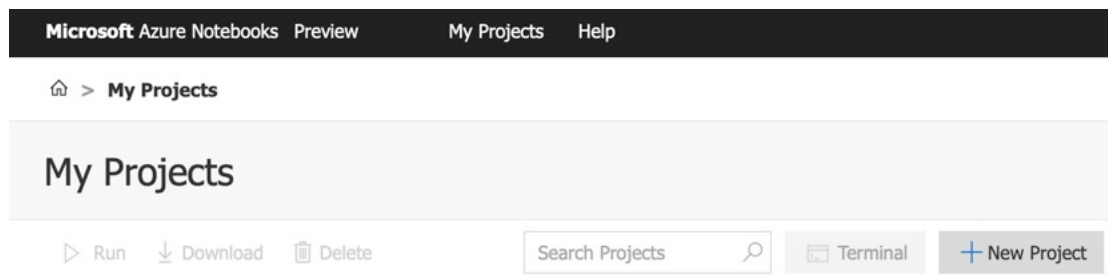 Microsoft Azure Notebooks Preview My Projects Help
> My Projects
My Projects
Run Download Delete Search Projects Terminal + New Project